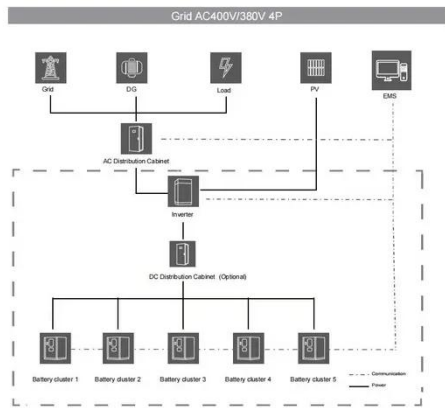 Grid AC400V/380V 4P
Grid
DG
Load
PV
EMS
AC Distribution Cabinet
Inverter
DC Distribution Cabinet (Optional)
Battery cluster 1
Battery cluster 2
Battery cluster 3
Battery cluster 4
Battery cluster 5
Communication
Power